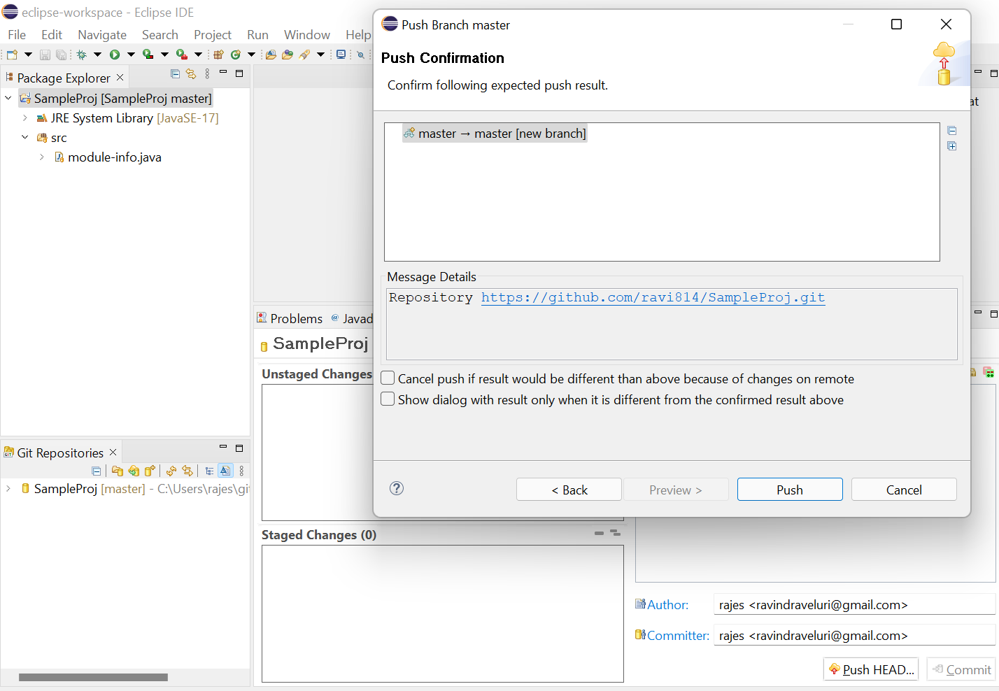 eclipse-workspace - Eclipse IDE
File Edit Navigate Search Project Run Window Help
Package Explorer
SampleProj [SampleProj master]
JRE System Library [JavaSE-17]
src
module-info.java
Git Repositories
SampleProj [master] - C:\Users\rajes\git
Push Branch master
Push Confirmation
Confirm following expected push result.
master → master [new branch]
Message Details
Repository https://github.com/ravi814/SampleProj.git
Cancel push if result would be different than above because of changes on remote
Show dialog with result only when it is different from the confirmed result above
< Back
Preview >
Push
Cancel
at
Problems @ Javad
SampleProj
Unstaged Changes
Staged Changes (0)
Author: rajes <ravindraveluri@gmail.com>
Committer: rajes <ravindraveluri@gmail.com>
Push HEAD...
Commit